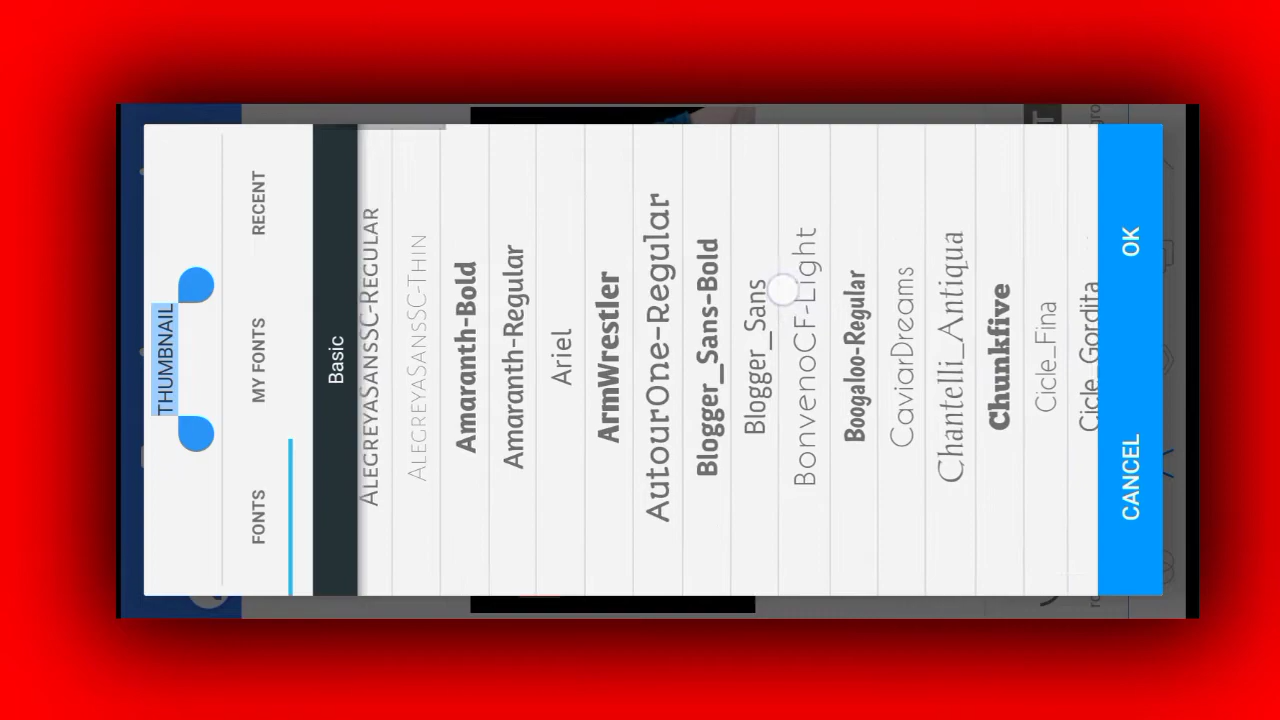 THUMBNAIL
FONTS
MY FONTS
RECENT
Basic
AlegreyaSansSC-Regular
AlegreyaSansSC-Thin
Amaranth-Bold
Amaranth-Regular
Ariel
ArmWrestler
AutourOne-Regular
Blogger_Sans-Bold
Blogger_Sans
BonvenoCF-Light
Boogaloo-Regular
CaviarDreams
Chantelli_Antiqua
Chunkfive
Cicle_Fina
Cicle_Gordita
CANCEL
OK